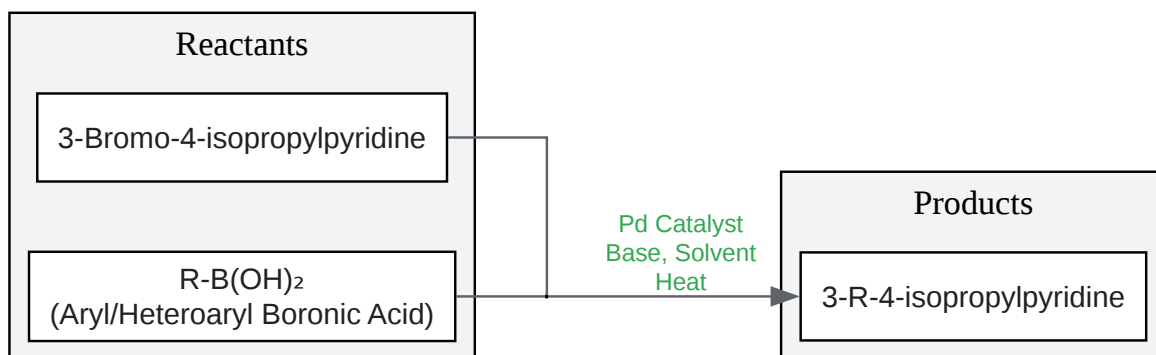 Reactants
3-Bromo-4-isopropylpyridine
R-B(OH)₂
(Aryl/Heteroaryl Boronic Acid)
Pd Catalyst
Base, Solvent
Heat
Products
3-R-4-isopropylpyridine